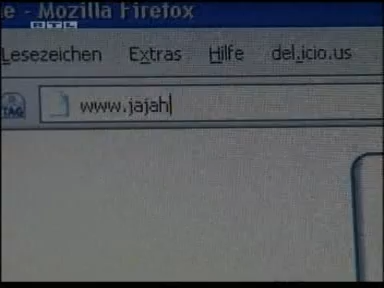 e - Mozilla Firefox
RTL
Lesezeichen Extras Hilfe del.icio.us
TAG www.jajah